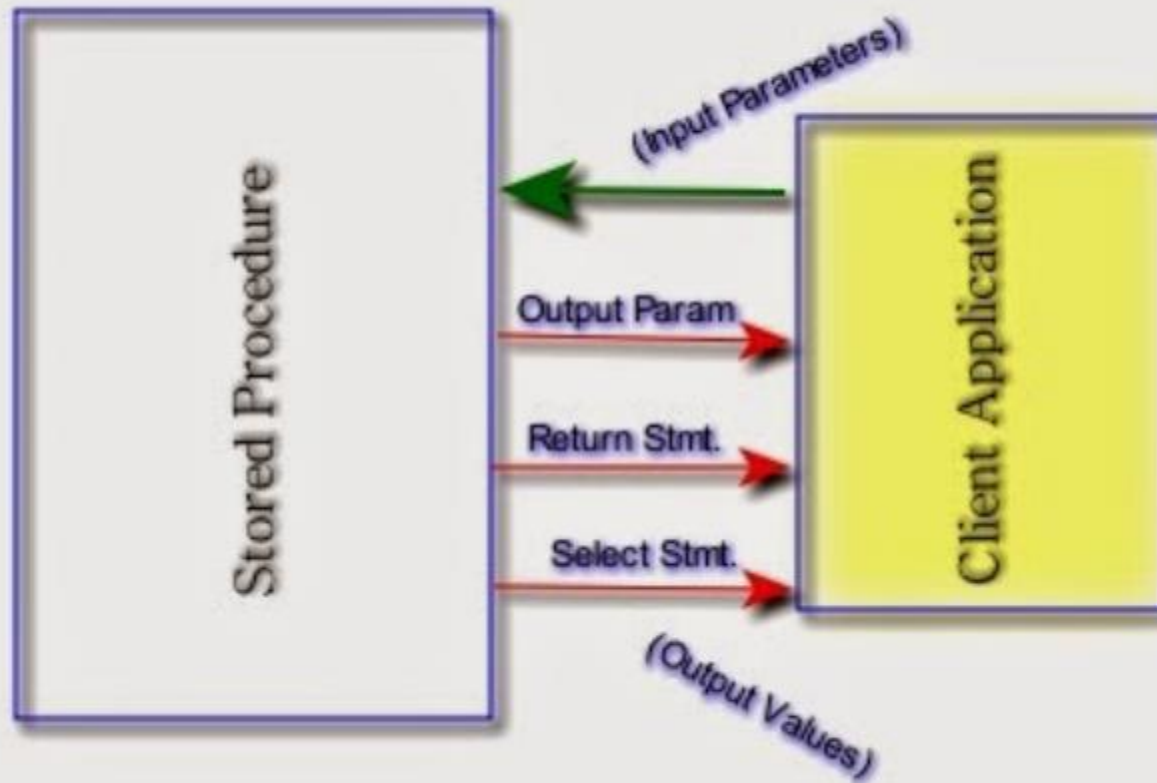 Stored Procedure
(Input Parameters)
Output Param
Return Stmt.
Select Stmt.
(Output Values)
Client Application